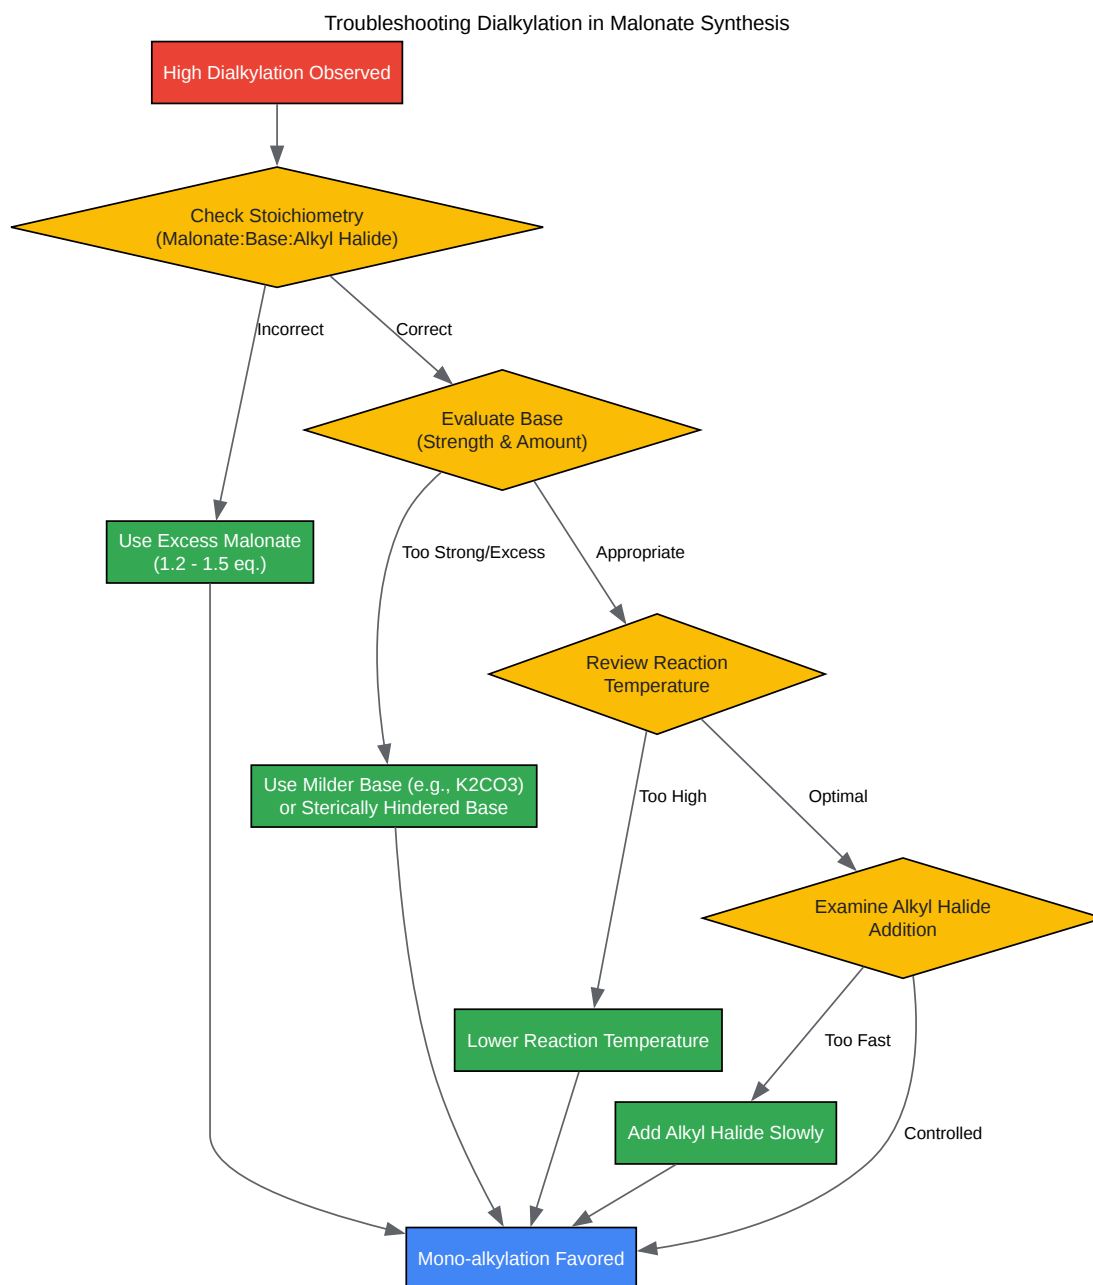 Troubleshooting Dialkylation in Malonate Synthesis
High Dialkylation Observed
Check Stoichiometry
(Malonate:Base:Alkyl Halide)
Incorrect
Correct
Evaluate Base
(Strength & Amount)
Use Excess Malonate
(1.2 - 1.5 eq.)
Too Strong/Excess
Appropriate
Review Reaction
Temperature
Use Milder Base (e.g., K2CO3)
or Sterically Hindered Base
Too High
Optimal
Examine Alkyl Halide
Addition
Lower Reaction Temperature
Too Fast
Add Alkyl Halide Slowly
Controlled
Mono-alkylation Favored